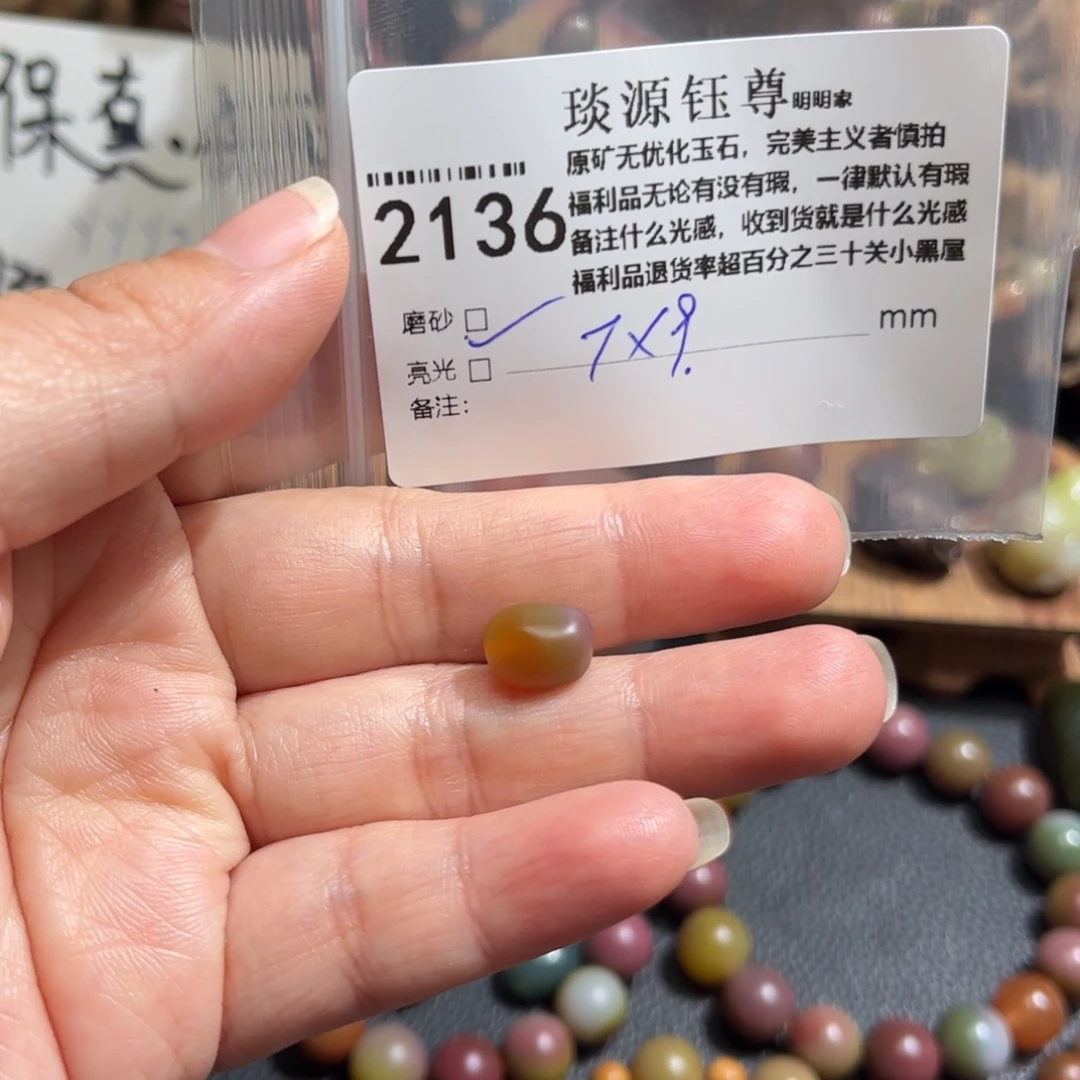 保真.
琰源钰尊明明家
原矿无优化玉石，完美主义者慎拍
2136
福利品无论有没有瑕，一律默认有瑕
备注什么光感，收到货就是什么光感
福利品退货率超百分之三十关小黑屋
磨砂 □ ✓
7×9. mm
亮光 □
备注：